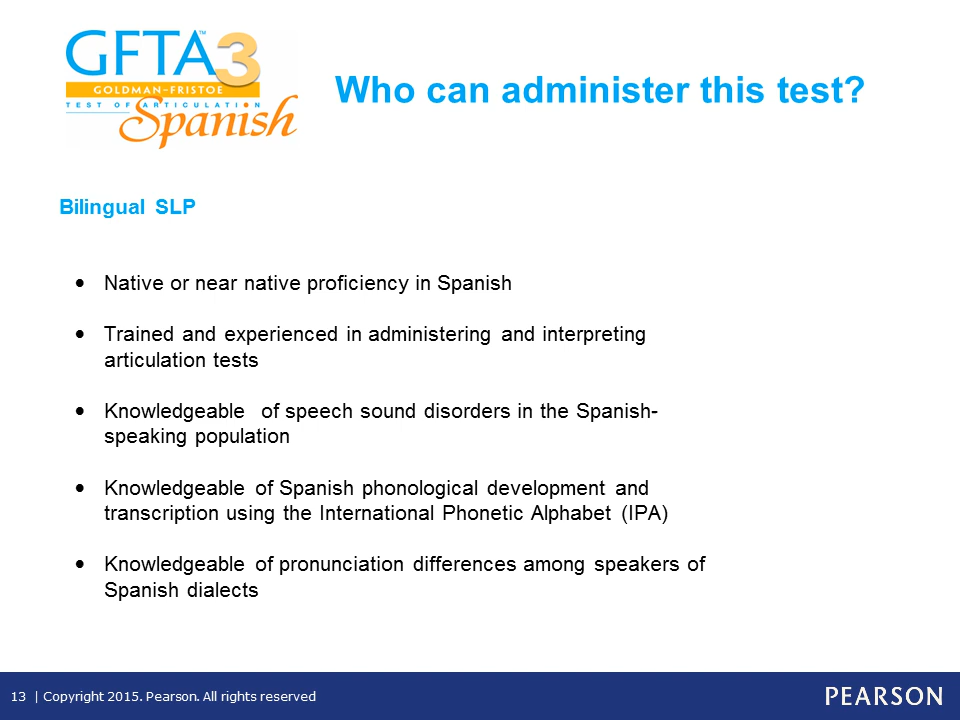 GFTA™3
GOLDMAN-FRISTOE
TEST OF ARTICULATION
Spanish
Who can administer this test?
Bilingual SLP
• Native or near native proficiency in Spanish
• Trained and experienced in administering and interpreting
articulation tests
• Knowledgeable of speech sound disorders in the Spanish-
speaking population
• Knowledgeable of Spanish phonological development and
transcription using the International Phonetic Alphabet (IPA)
• Knowledgeable of pronunciation differences among speakers of
Spanish dialects
13 | Copyright 2015. Pearson. All rights reserved
PEARSON